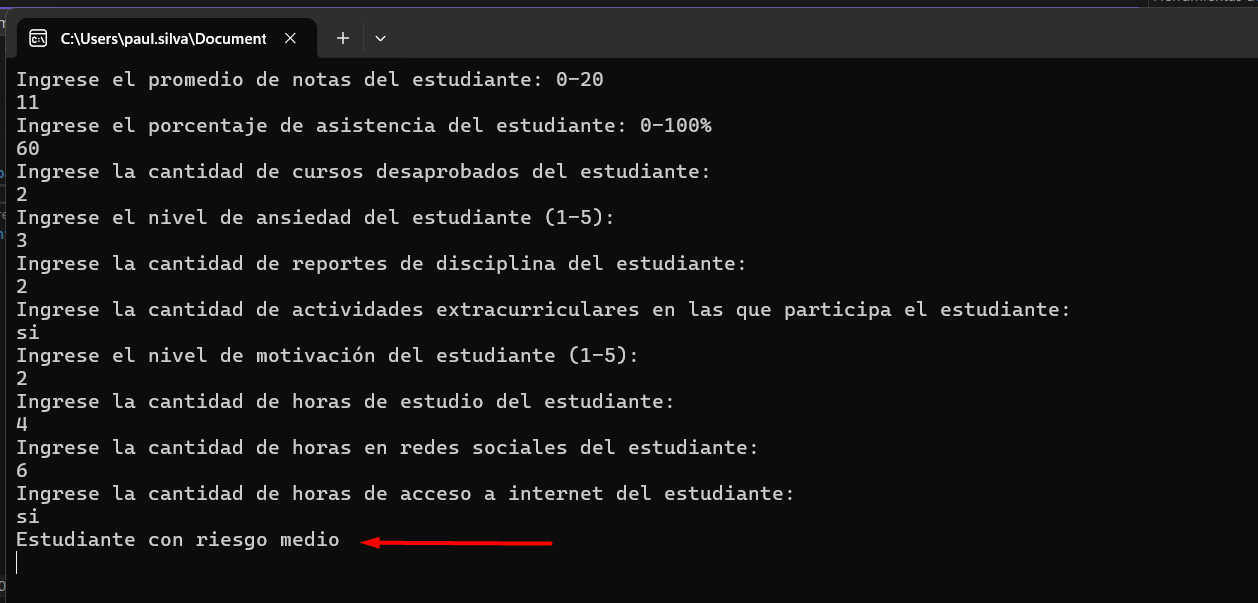 C:\Users\paul.silva\Document
Ingrese el promedio de notas del estudiante: 0-20
11
Ingrese el porcentaje de asistencia del estudiante: 0-100%
60
Ingrese la cantidad de cursos desaprobados del estudiante:
2
Ingrese el nivel de ansiedad del estudiante (1-5):
3
Ingrese la cantidad de reportes de disciplina del estudiante:
2
Ingrese la cantidad de actividades extracurriculares en las que participa el estudiante:
si
Ingrese el nivel de motivación del estudiante (1-5):
2
Ingrese la cantidad de horas de estudio del estudiante:
4
Ingrese la cantidad de horas en redes sociales del estudiante:
6
Ingrese la cantidad de horas de acceso a internet del estudiante:
si
Estudiante con riesgo medio